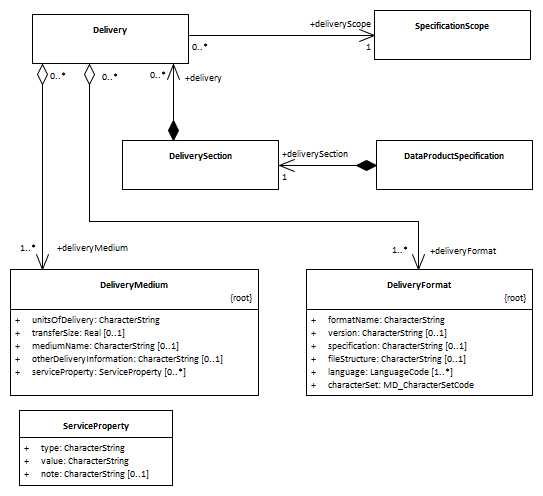 Delivery
+deliveryScope
SpecificationScope
0..*
1
0..*
0..*
0..*
+delivery
DeliverySection
+deliverySection
1
DataProductSpecification
1..*
+deliveryMedium
1..*
+deliveryFormat
DeliveryMedium
{root}
+ unitsOfDelivery: CharacterString
+ transferSize: Real [0..1]
+ mediumName: CharacterString [0..1]
+ otherDeliveryInformation: CharacterString [0..1]
+ serviceProperty: ServiceProperty [0..*]
DeliveryFormat
{root}
+ formatName: CharacterString
+ version: CharacterString [0..1]
+ specification: CharacterString [0..1]
+ fileStructure: CharacterString [0..1]
+ language: LanguageCode [1..*]
+ characterSet: MD_CharacterSetCode
ServiceProperty
+ type: CharacterString
+ value: CharacterString
+ note: CharacterString [0..1]